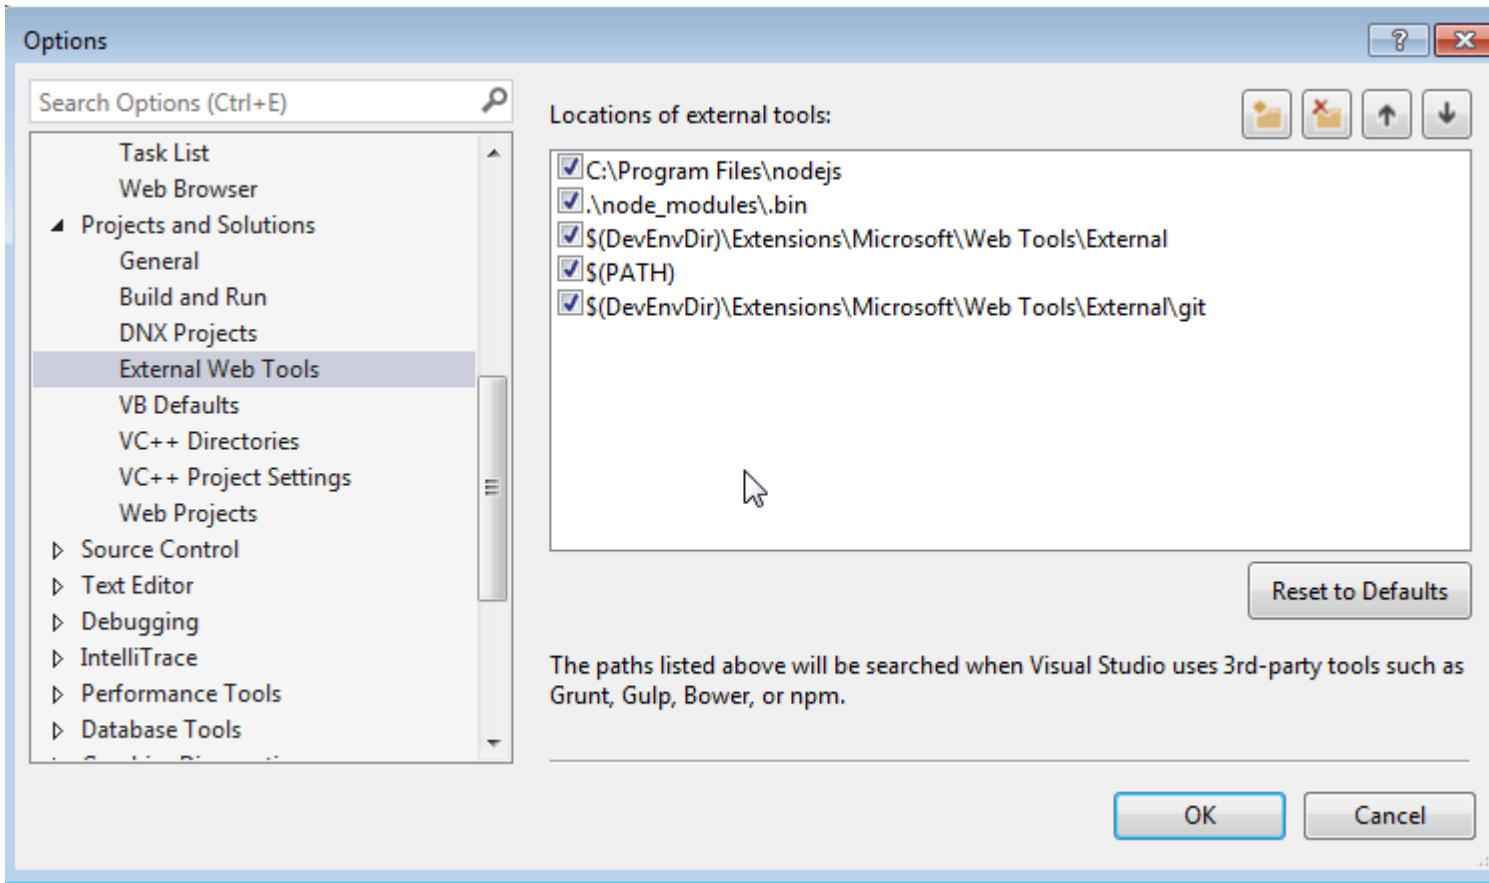 Options
Search Options (Ctrl+E)
Task List
Web Browser
Projects and Solutions
General
Build and Run
DNX Projects
External Web Tools
VB Defaults
VC++ Directories
VC++ Project Settings
Web Projects
Source Control
Text Editor
Debugging
IntelliTrace
Performance Tools
Database Tools
Locations of external tools:
C:\Program Files\nodejs
.\node_modules\.bin
$(DevEnvDir)\Extensions\Microsoft\Web Tools\External
$(PATH)
$(DevEnvDir)\Extensions\Microsoft\Web Tools\External\git
Reset to Defaults
The paths listed above will be searched when Visual Studio uses 3rd-party tools such as
Grunt, Gulp, Bower, or npm.
OK
Cancel